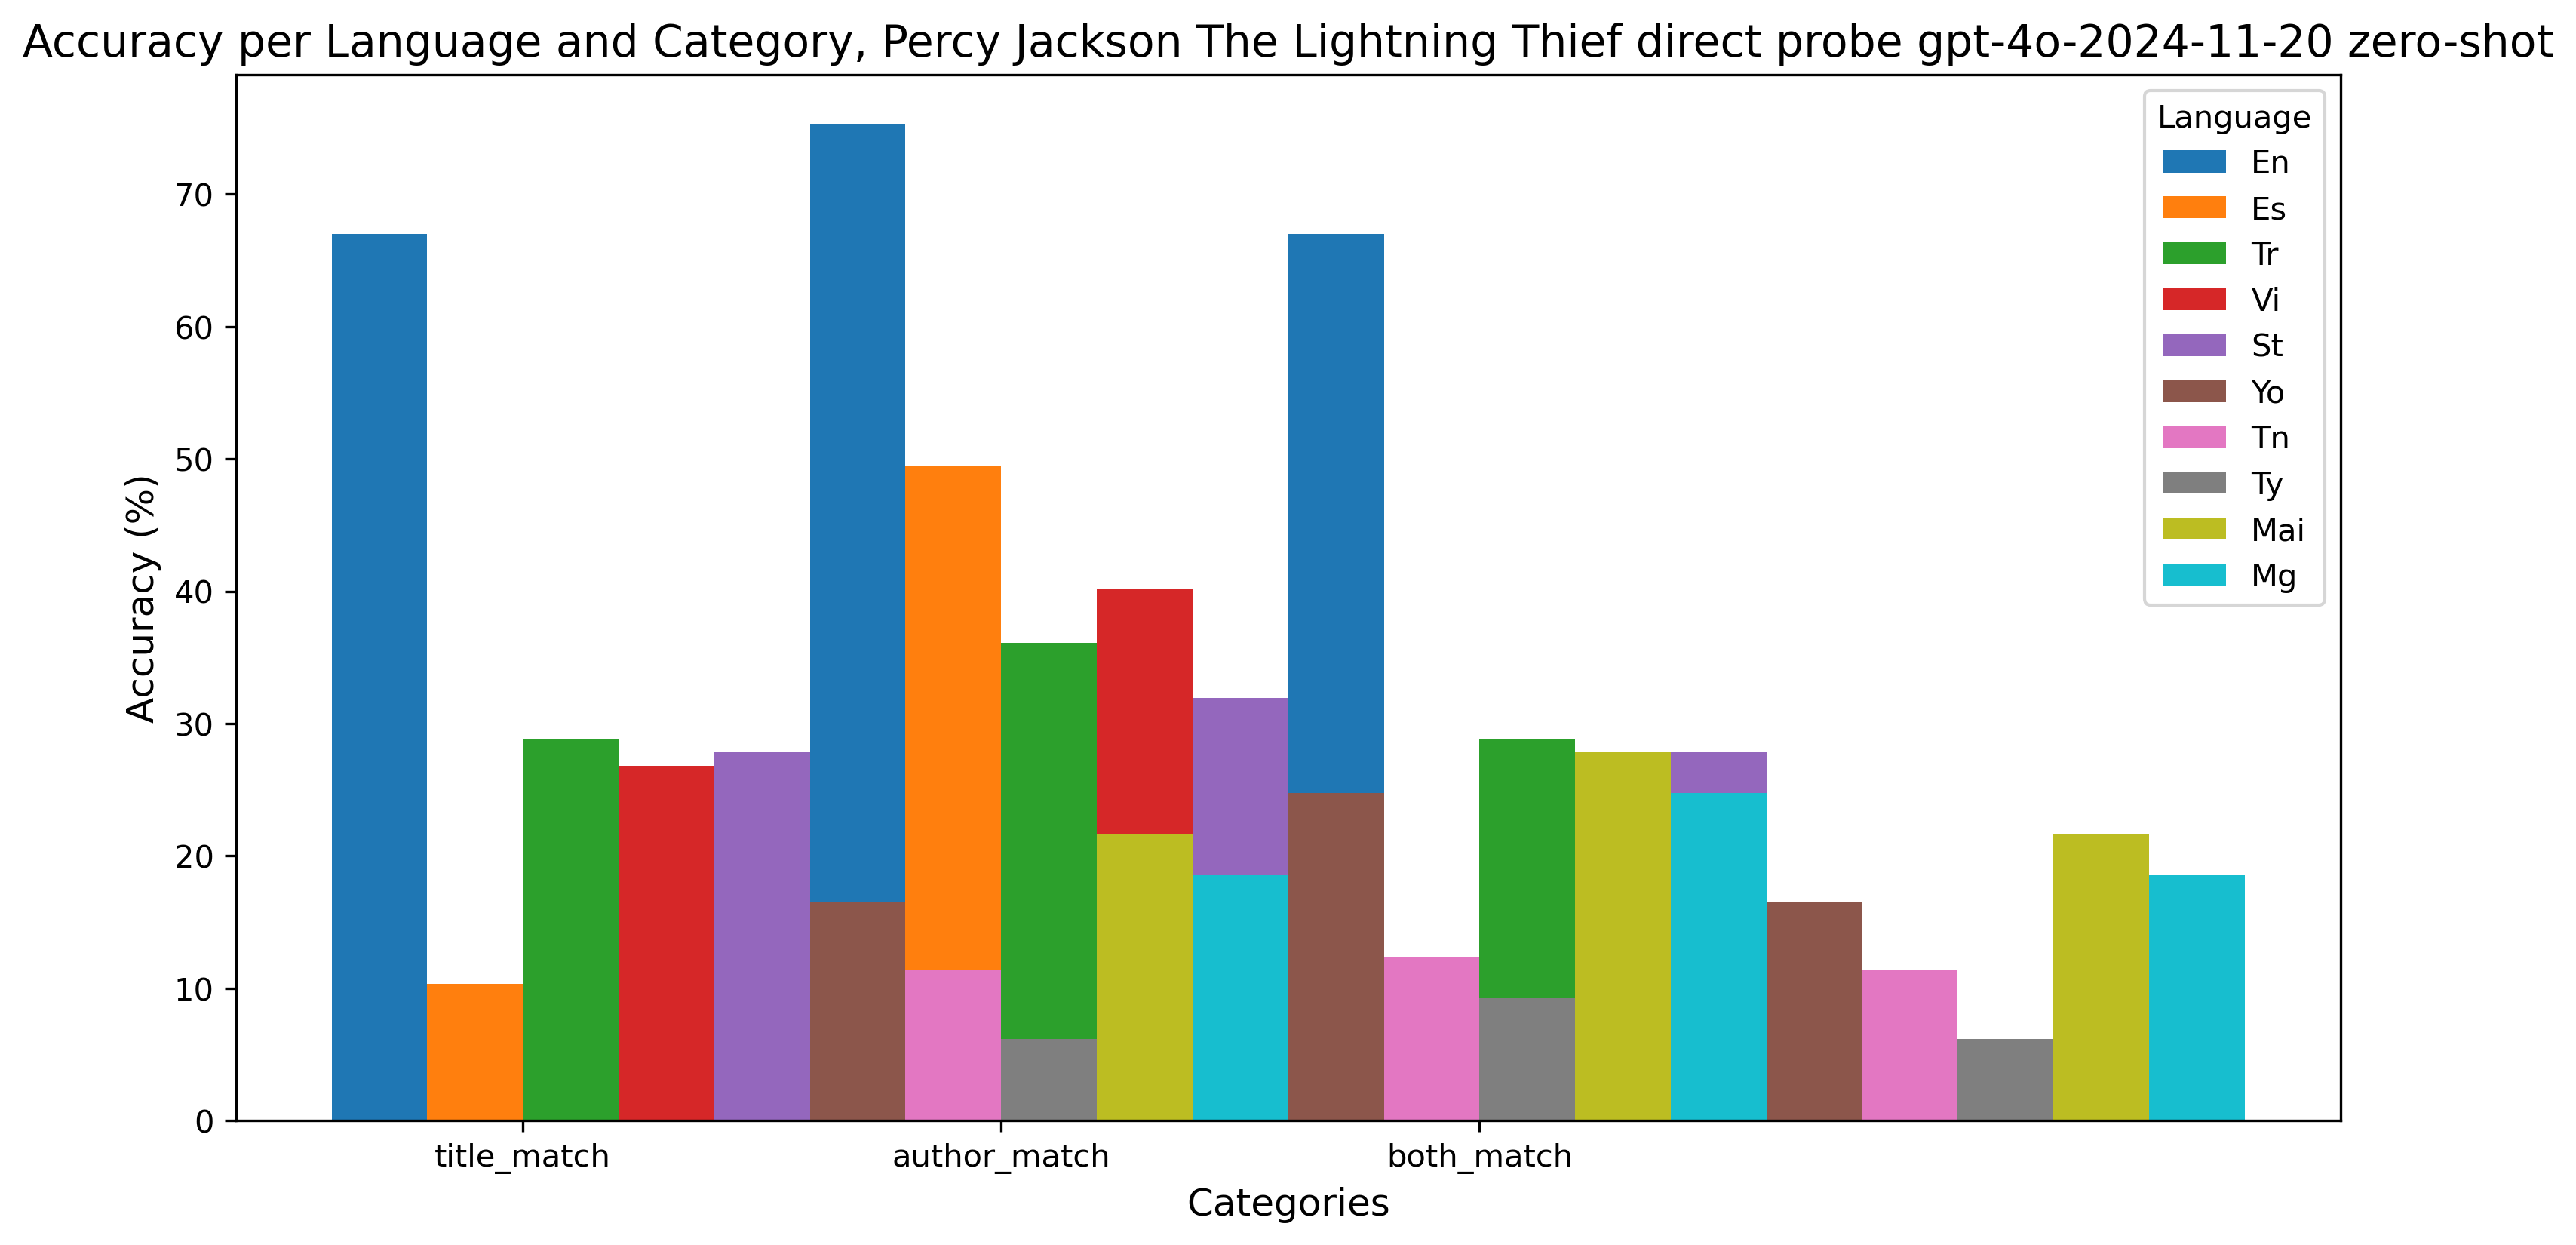 Accuracy per Language and Category, Percy Jackson The Lightning Thief direct probe gpt-4o-2024-11-20 zero-shot
Accuracy (%)
70
60
50
40
30
20
10
0
title_match author_match both_match
Categories
Language
En
Es
Tr
Vi
St
Yo
Tn
Ty
Mai
Mg